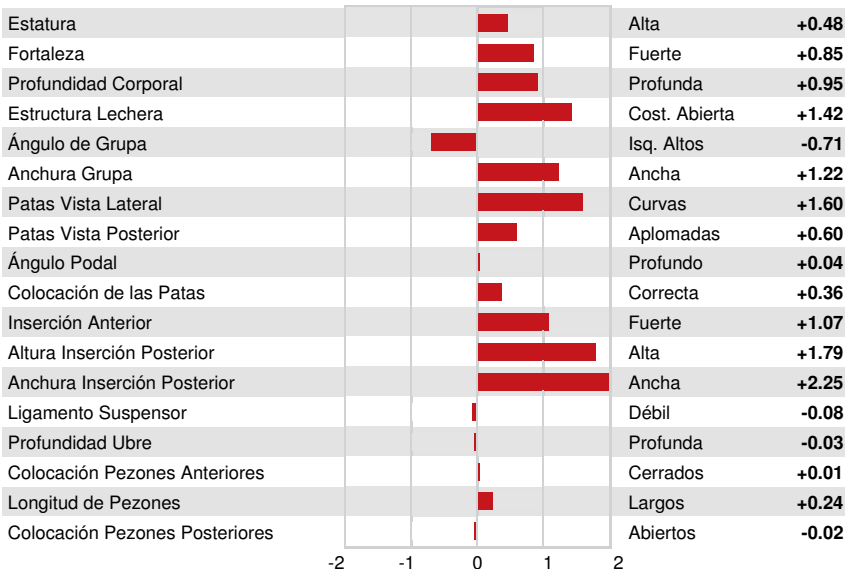 Estatura Alta +0.48
Fortaleza Fuerte +0.85
Profundidad Corporal Profunda +0.95
Estructura Lechera Cost. Abierta +1.42
Ángulo de Grupa Isq. Altos -0.71
Anchura Grupa Ancha +1.22
Patas Vista Lateral Curvas +1.60
Patas Vista Posterior Aplomadas +0.60
Ángulo Podal Profundo +0.04
Colocación de las Patas Correcta +0.36
Inserción Anterior Fuerte +1.07
Altura Inserción Posterior Alta +1.79
Anchura Inserción Posterior Ancha +2.25
Ligamento Suspensor Débil -0.08
Profundidad Ubre Profunda -0.03
Colocación Pezones Anteriores Cerrados +0.01
Longitud de Pezones Largos +0.24
Colocación Pezones Posteriores Abiertos -0.02
-2 -1 0 1 2